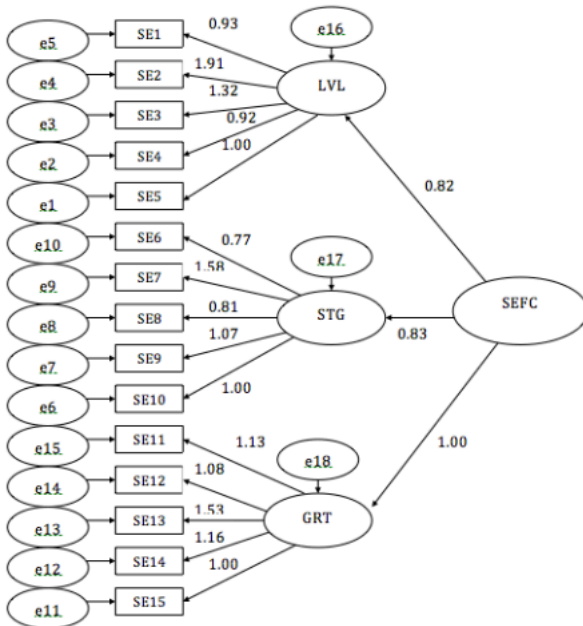 e5 SE1 0.93 e16
e4 SE2 1.91 LVL
e3 SE3 1.32
e2 SE4 0.92
e1 SE5 1.00
0.82
e10 SE6 0.77 e17
e9 SE7 1.58
e8 SE8 0.81 STG 0.83 SEFC
e7 SE9 1.07
e6 SE10 1.00
e15 SE11 1.13 e18 1.00
e14 SE12 1.08
e13 SE13 1.53 GRT
e12 SE14 1.16
e11 SE15 1.00